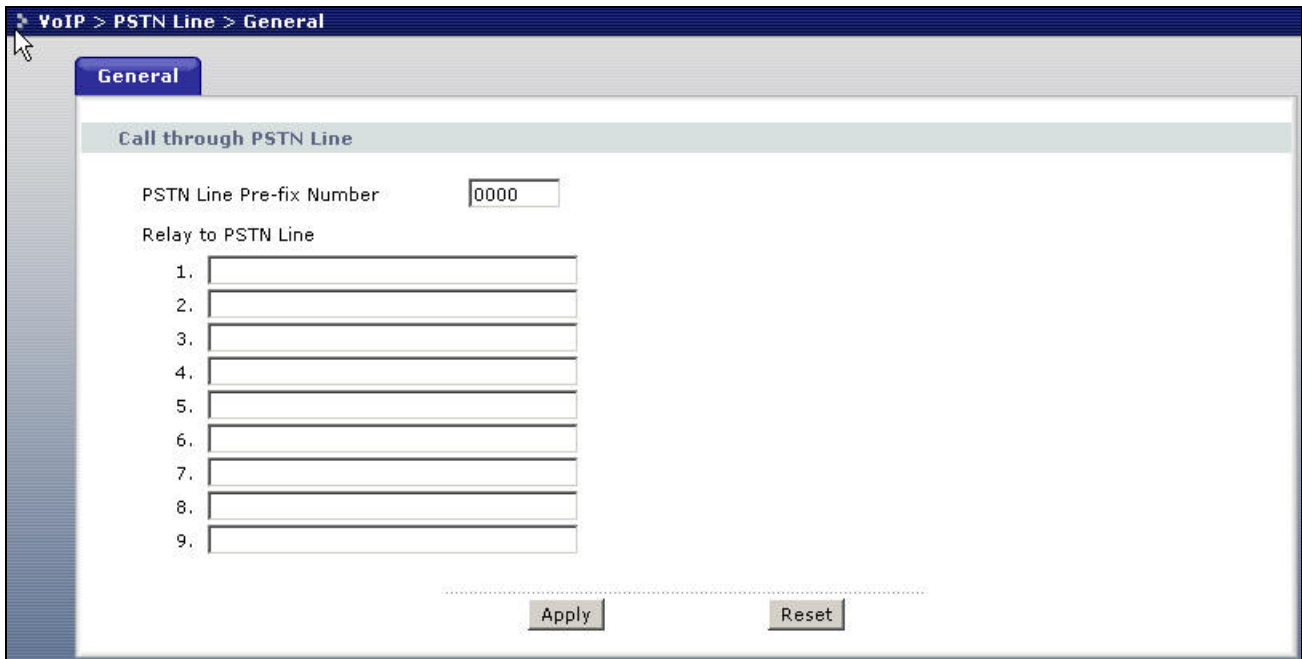 VoIP > PSTN Line > General
General
Call through PSTN Line
PSTN Line Pre-fix Number 0000
Relay to PSTN Line
1.
2.
3.
4.
5.
6.
7.
8.
9.
Apply Reset